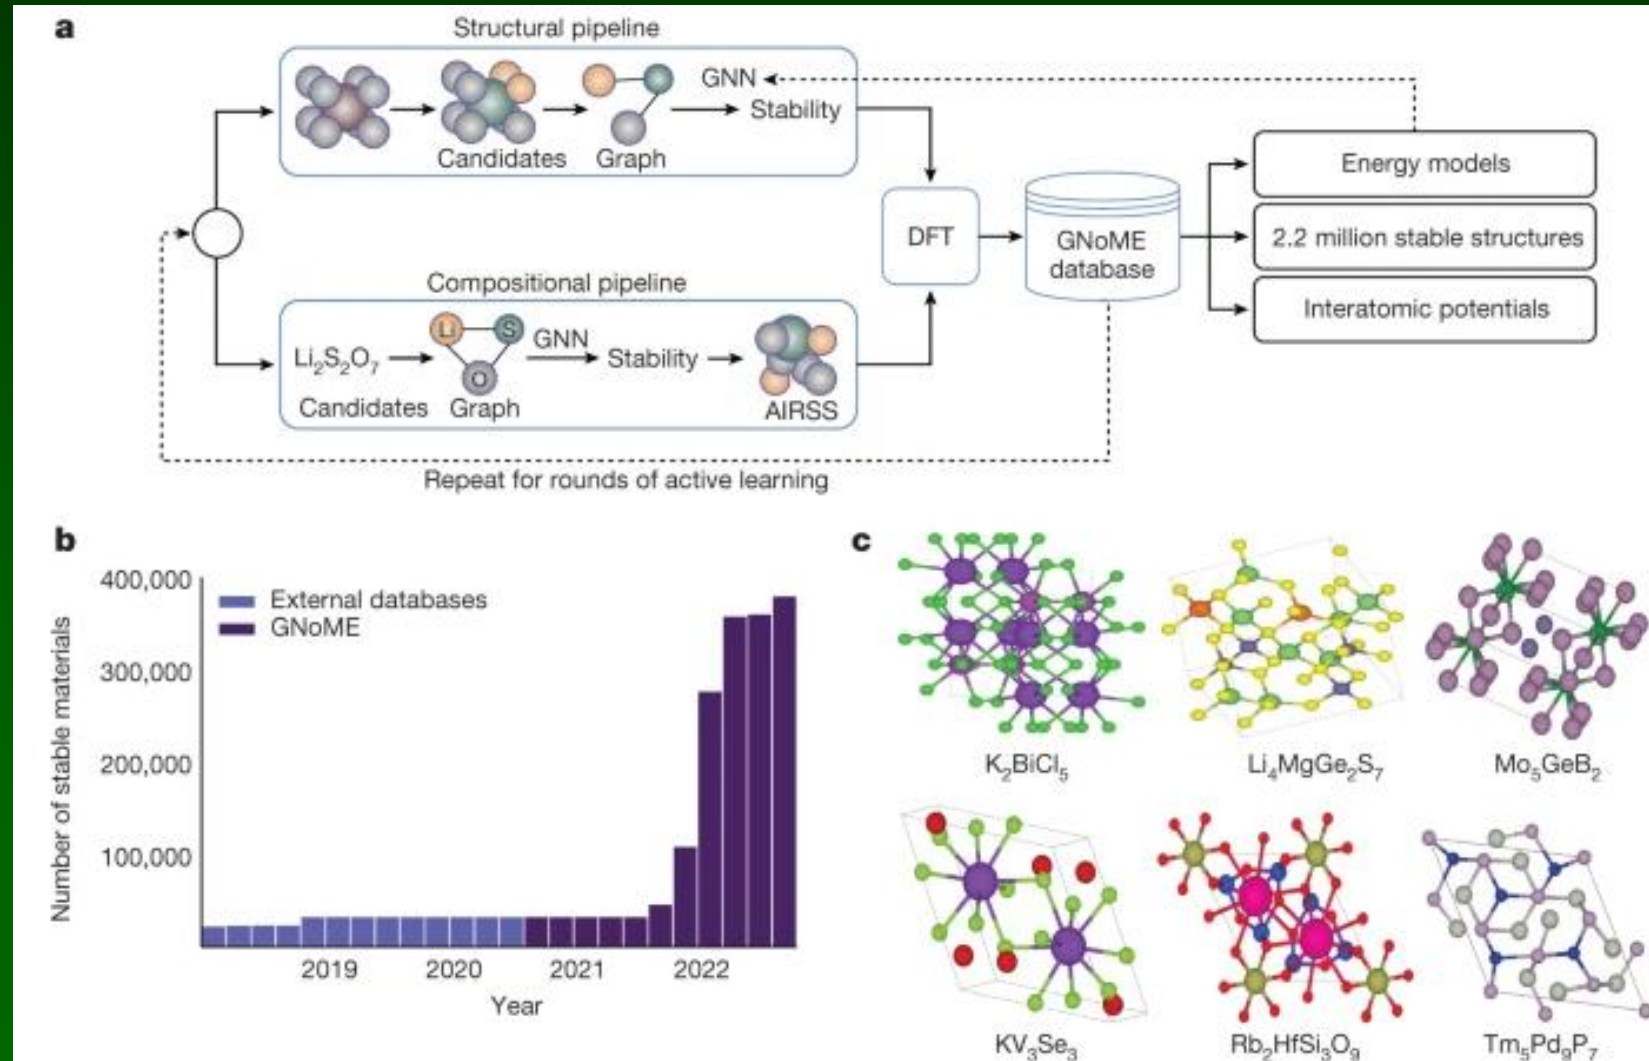 a
Structural pipeline
GNN
Stability
Candidates
Graph
Energy models
DFT
GNoME
database
2.2 million stable structures
Interatomic potentials
Compositional pipeline
Li₂S₂O₇
Li
S
O
GNN
Stability
Candidates
Graph
AIRSS
Repeat for rounds of active learning
b
400,000
300,000
200,000
100,000
Number of stable materials
External databases
GNoME
2019
2020
2021
2022
Year
c
K₂BiCl₅
Li₄MgGe₂S₇
Mo₅GeB₂
KV₃Se₃
Rb₂HfSi₃O₉
Tm₅Pd₉P₇